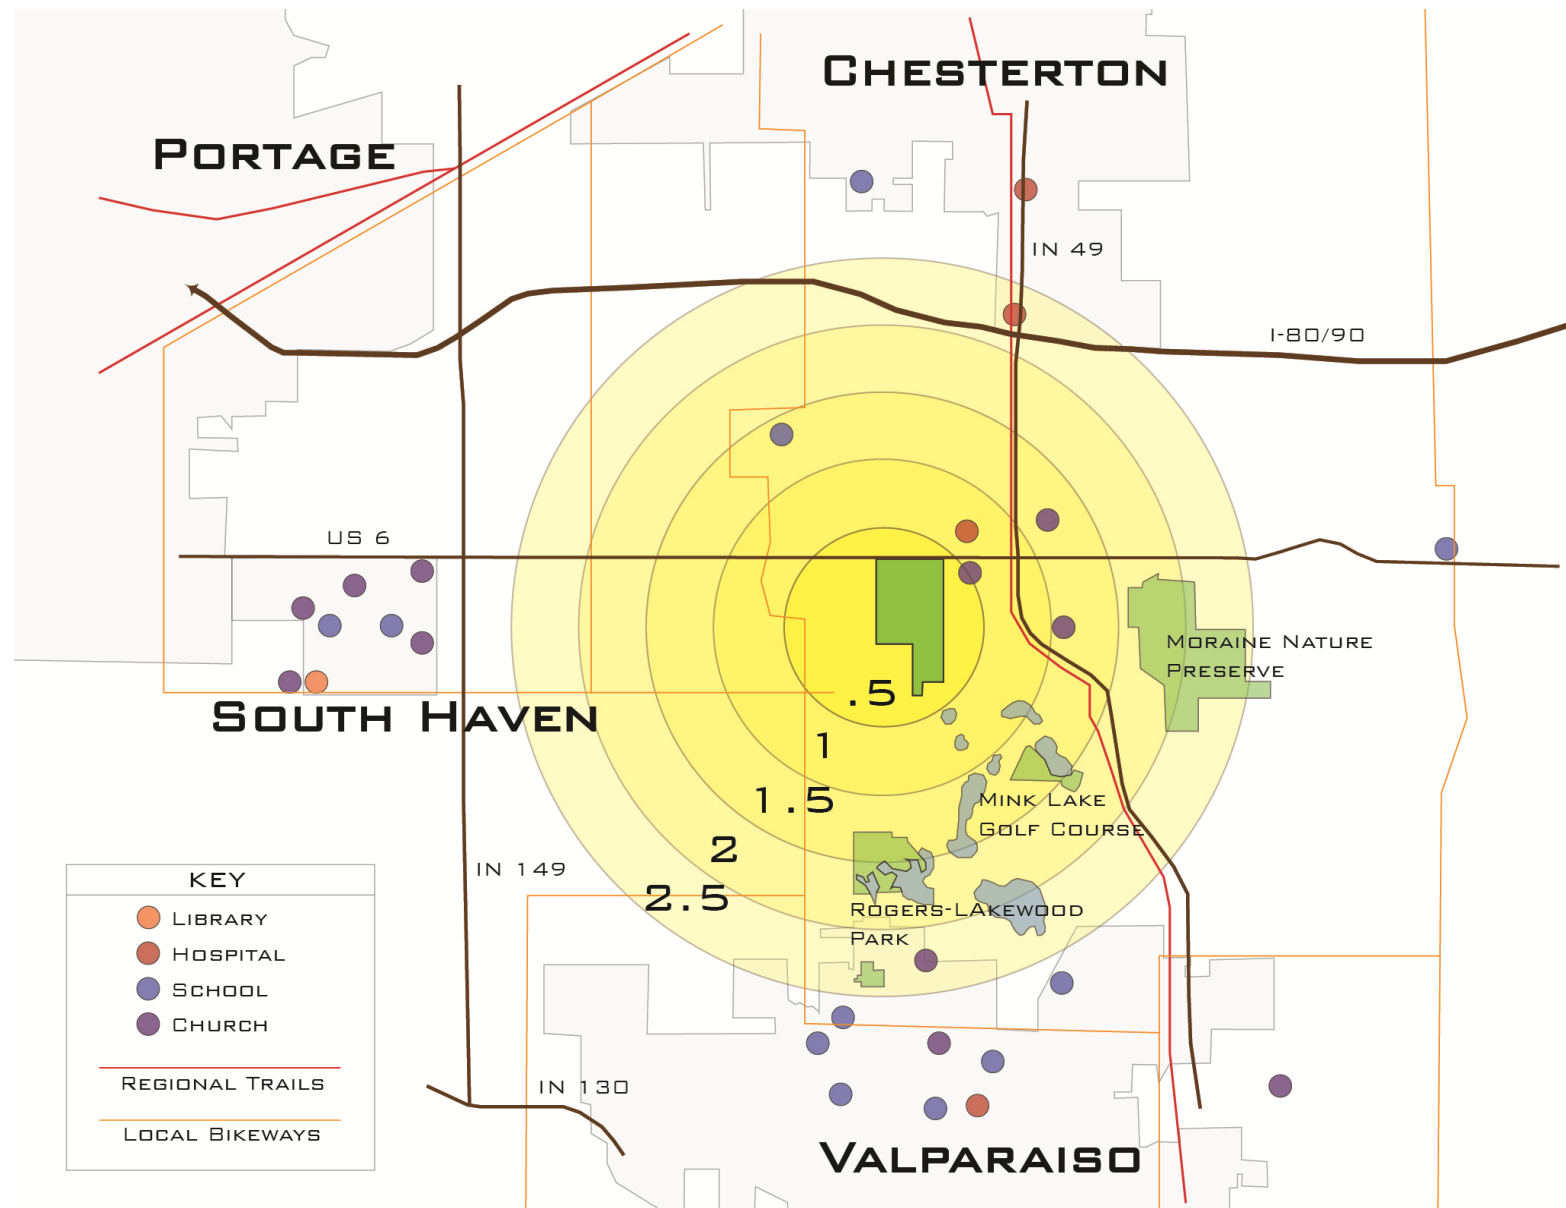 CHESTERTON
PORTAGE
IN 49
I-80/90
US 6
MORAINE NATURE
PRESERVE
.5
SOUTH HAVEN
1
1.5
MINK LAKE
GOLF COURSE
2
IN 149
2.5
ROGERS-LAKEWOOD
PARK
KEY
LIBRARY
HOSPITAL
SCHOOL
CHURCH
REGIONAL TRAILS
LOCAL BIKEWAYS
IN 130
VALPARAISO